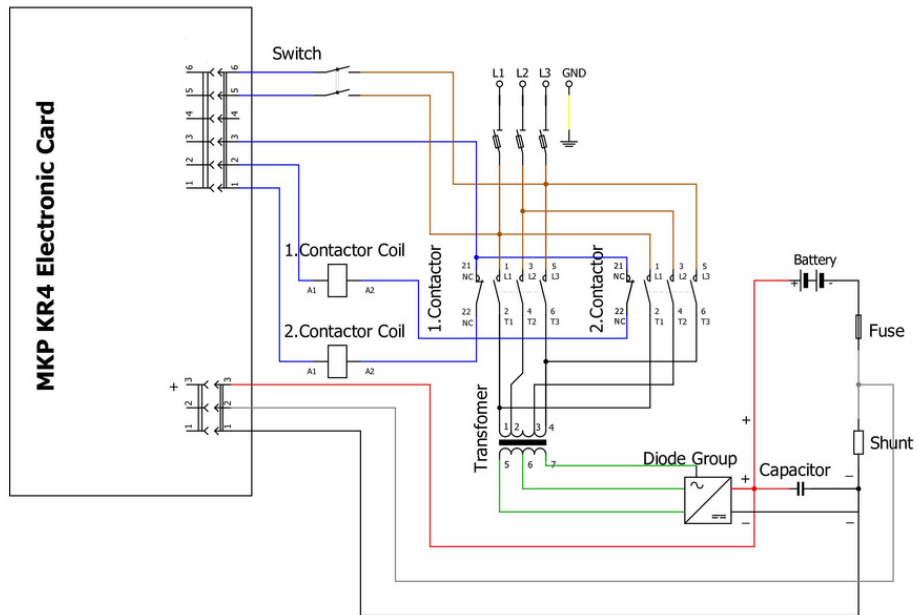 MKP KR4 Electronic Card
Switch
6 6
5 5
4 4
3 3
2 2
1 1
L1 L2 L3 GND
1.Contactor Coil
A1 A2
2.Contactor Coil
A1 A2
1.Contactor
21 1 3 5
NC L1 L2 L3
22 2 4 6
NC T1 T2 T3
2.Contactor
21 1 3 5
NC L1 L2 L3
22 2 4 6
NC T1 T2 T3
Battery
+ -
Fuse
Shunt
+ 3 3
2 2
1 1
Transfomer
1 2 3 4
5 6 7
Diode Group
Capacitor
+
+
−
−
−